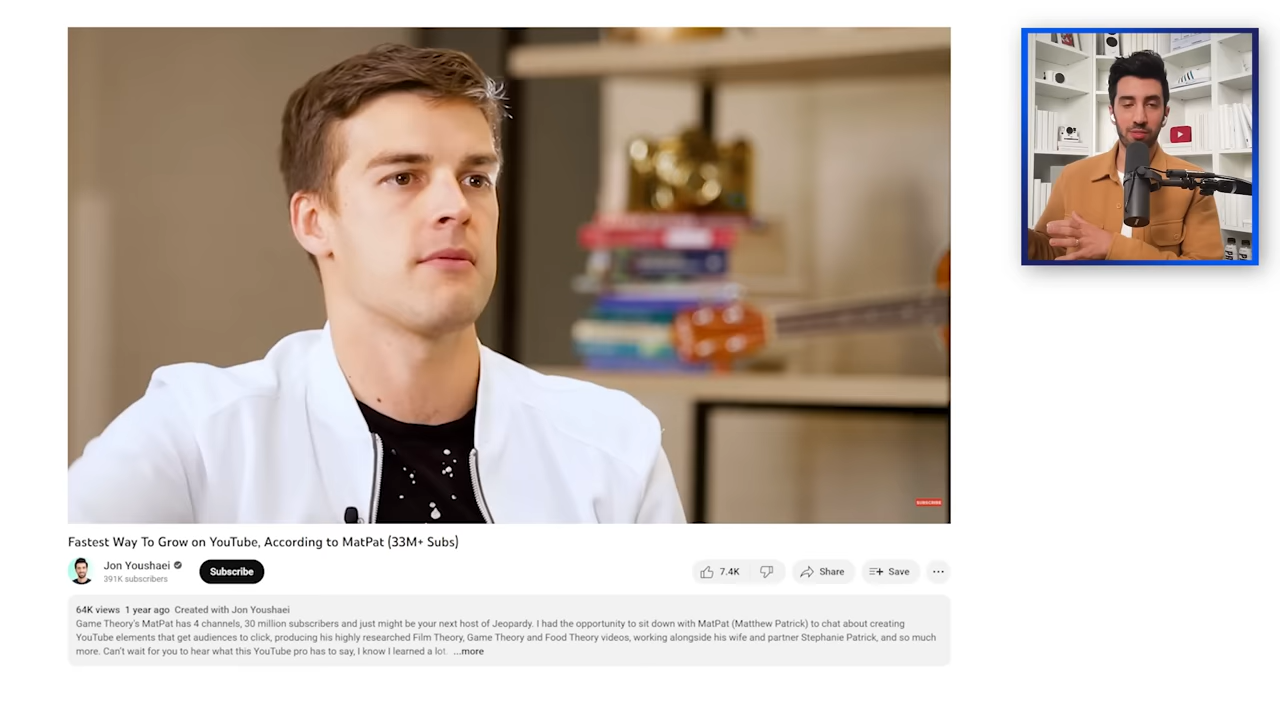 SUBSCRIBE
Fastest Way To Grow on YouTube, According to MatPat (33M+ Subs)
Jon Youshaei
391K subscribers
Subscribe
7.4K
Share
Save
64K views 1 year ago Created with Jon Youshaei
Game Theory's MatPat has 4 channels, 30 million subscribers and just might be your next host of Jeopardy. I had the opportunity to sit down with MatPat (Matthew Patrick) to chat about creating
YouTube elements that get audiences to click, producing his highly researched Film Theory, Game Theory and Food Theory videos, working alongside his wife and partner Stephanie Patrick, and so much
more. Can't wait for you to hear what this YouTube pro has to say, I know I learned a lot. ...more